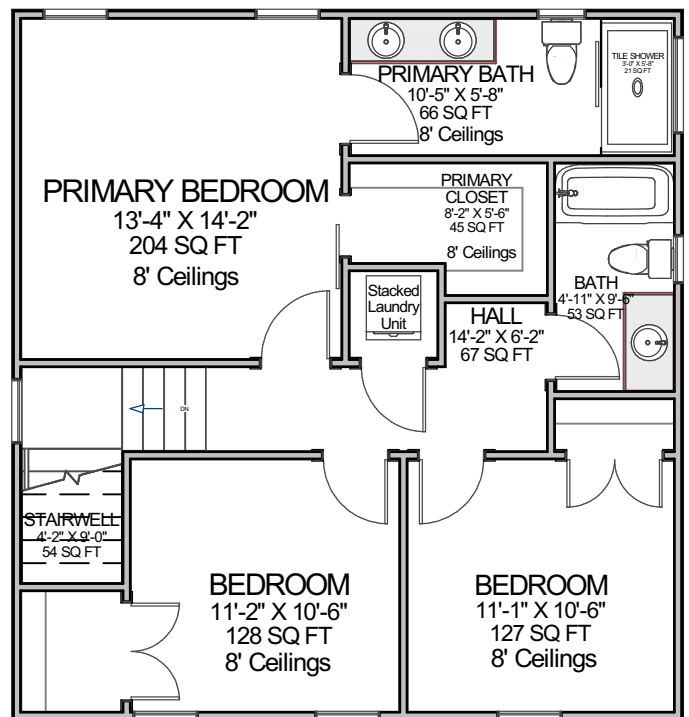 PRIMARY BATH
10'-5" X 5'-8"
66 SQ FT
8' Ceilings
TILE SHOWER
3'-0" X 5'-8"
21 SQ FT
PRIMARY BEDROOM
13'-4" X 14'-2"
204 SQ FT
8' Ceilings
PRIMARY
CLOSET
8'-2" X 5'-6"
45 SQ FT
8' Ceilings
Stacked
Laundry
Unit
HALL
14'-2" X 6'-2"
67 SQ FT
BATH
4'-11" X 9'-6"
53 SQ FT
DN
STAIRWELL
4'-2" X 9'-0"
54 SQ FT
BEDROOM
11'-2" X 10'-6"
128 SQ FT
8' Ceilings
BEDROOM
11'-1" X 10'-6"
127 SQ FT
8' Ceilings